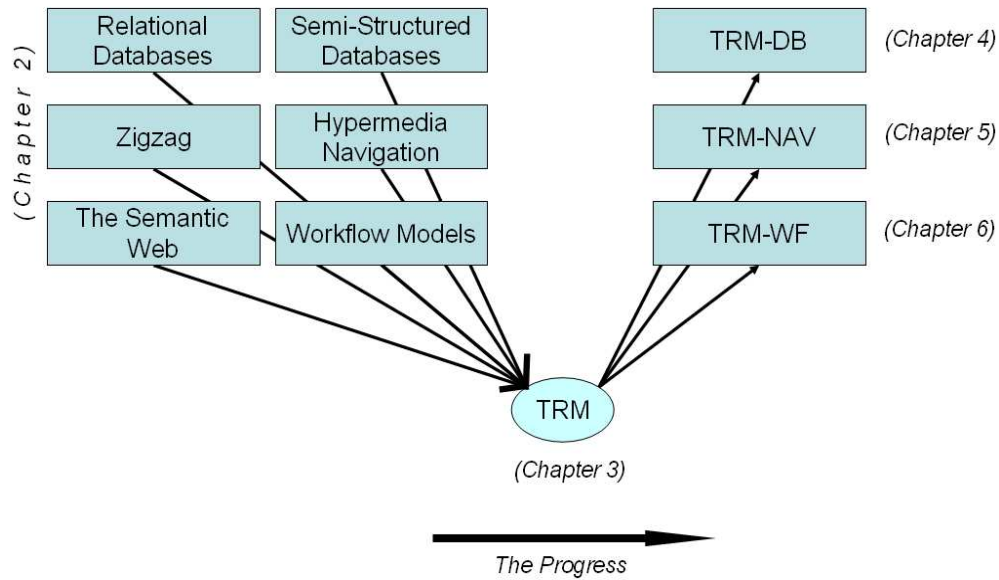 (Chapter 2)
Relational
Databases
Semi-Structured
Databases
TRM-DB
(Chapter 4)
Zigzag
Hypermedia
Navigation
TRM-NAV
(Chapter 5)
The Semantic
Web
Workflow Models
TRM-WF
(Chapter 6)
TRM
(Chapter 3)
The Progress